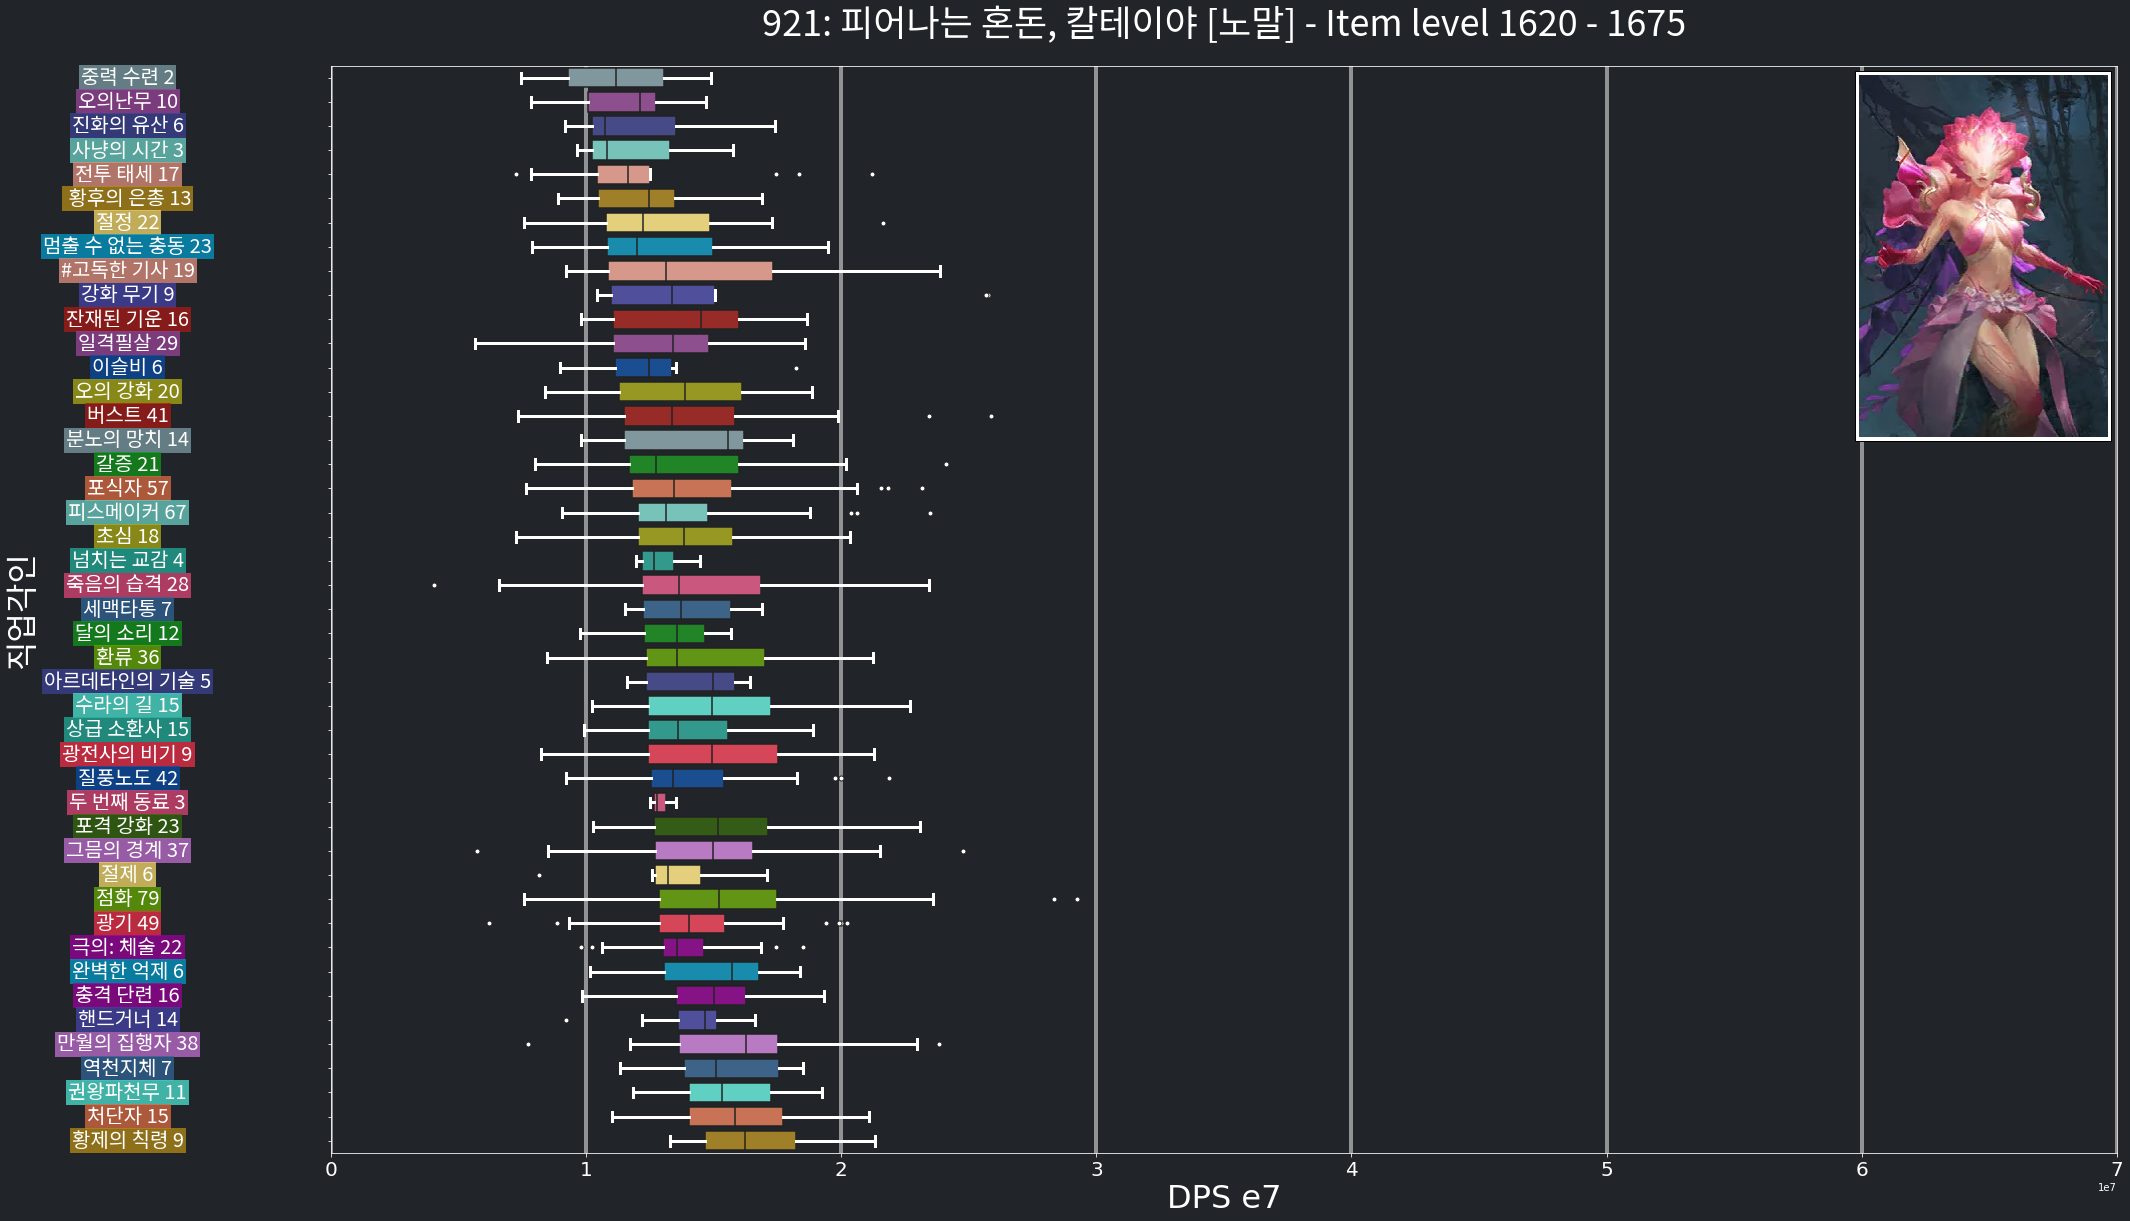 921: 피어나는 혼돈, 칼테이야 [노말] - Item level 1620 - 1675
직업각인
중력 수련 2
오의난무 10
진화의 유산 6
사냥의 시간 3
전투 태세 17
황후의 은총 13
절정 22
멈출 수 없는 충동 23
#고독한 기사 19
강화 무기 9
잔재된 기운 16
일격필살 29
이슬비 6
오의 강화 20
버스트 41
분노의 망치 14
갈증 21
포식자 57
피스메이커 67
초심 18
넘치는 교감 4
죽음의 습격 28
세맥타통 7
달의 소리 12
환류 36
아르데타인의 기술 5
수라의 길 15
상급 소환사 15
광전사의 비기 9
질풍노도 42
두 번째 동료 3
포격 강화 23
그믐의 경계 37
절제 6
점화 79
광기 49
극의: 체술 22
완벽한 억제 6
충격 단련 16
핸드거너 14
만월의 집행자 38
역천지체 7
권왕파천무 11
처단자 15
황제의 칙령 9
0 1 2 3 4 5 6 7
1e7
DPS e7